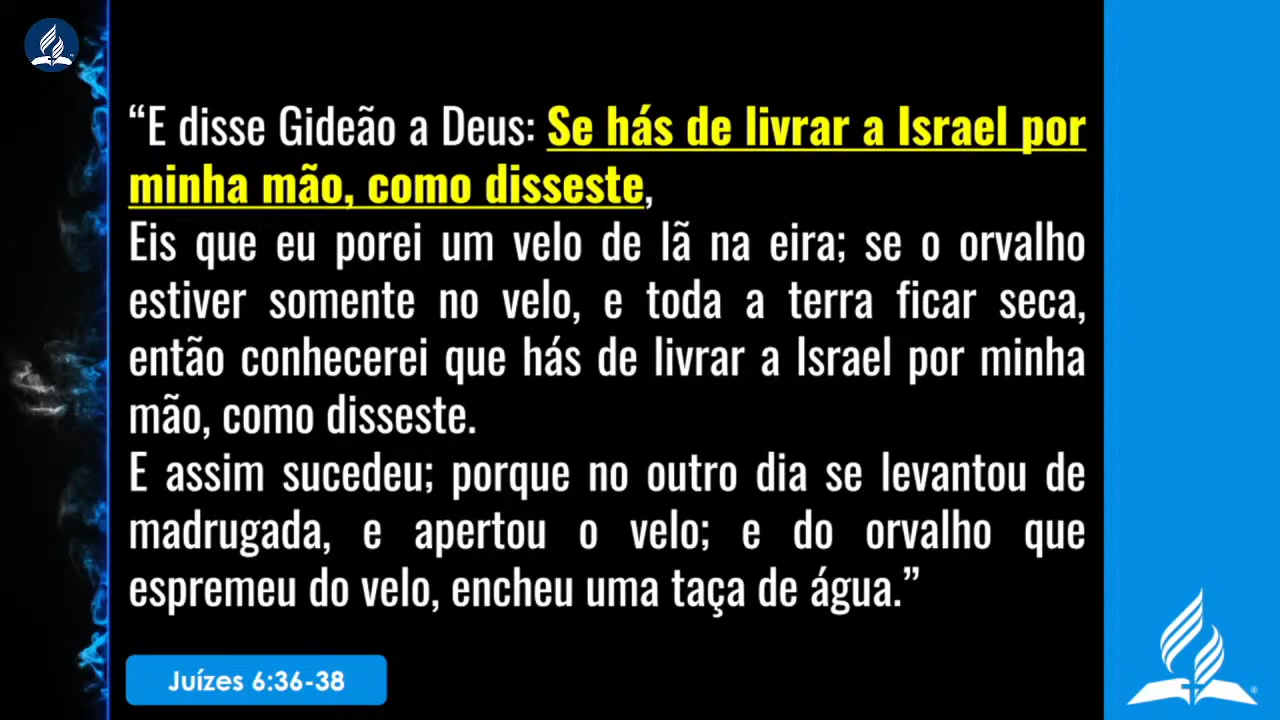 “E disse Gideão a Deus: Se hás de livrar a Israel por
minha mão, como disseste,
Eis que eu porei um velo de lã na eira; se o orvalho
estiver somente no velo, e toda a terra ficar seca,
então conhecerei que hás de livrar a Israel por minha
mão, como disseste.
E assim sucedeu; porque no outro dia se levantou de
madrugada, e apertou o velo; e do orvalho que
espremeu do velo, encheu uma taça de água.”
Juízes 6:36-38
®